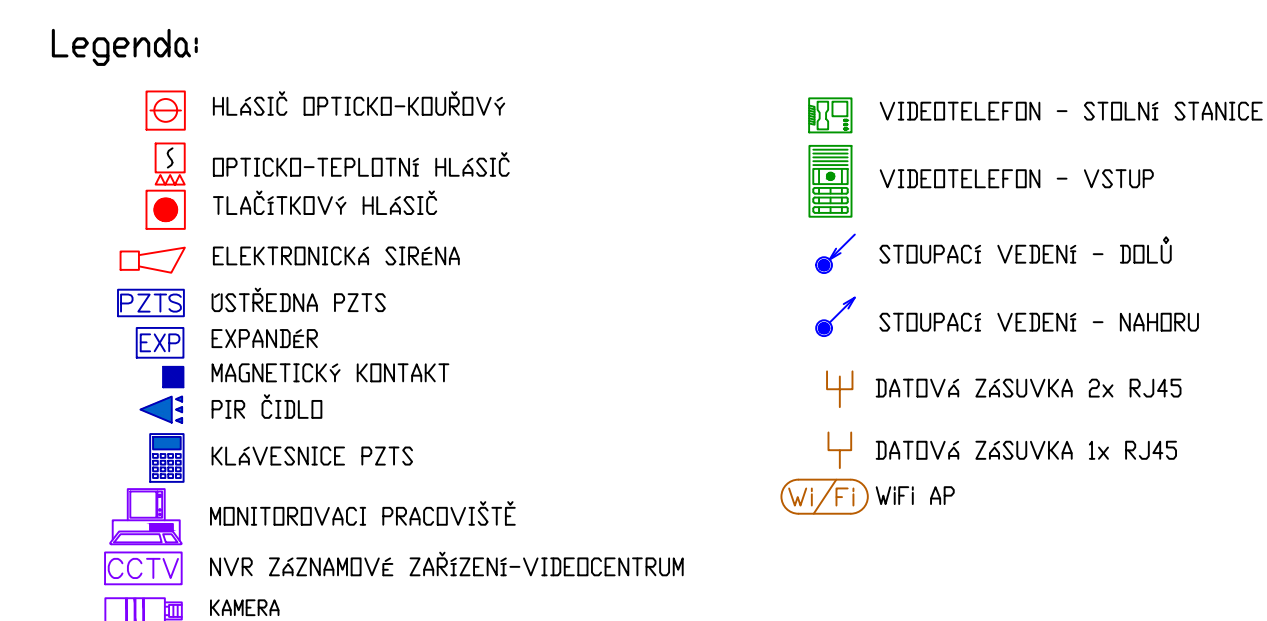 Legenda:
HLÁSIČ OPTICKO-KOUŘOVÝ
S
OPTICKO-TEPLOTNÍ HLÁSIČ
TLAČÍTKOVÝ HLÁSIČ
ELEKTRONICKÁ SIRÉNA
PZTS ÚSTŘEDNA PZTS
EXP EXPANDÉR
MAGNETICKÝ KONTAKT
PIR ČIDLO
KLÁVESNICE PZTS
MONITOROVACI PRACOVIŠTĚ
CCTV NVR ZÁZNAMOVÉ ZAŘÍZENÍ-VIDEOCENTRUM
KAMERA
VIDEOTELEFON - STOLNÍ STANICE
VIDEOTELEFON - VSTUP
STOUPACÍ VEDENÍ - DOLŮ
STOUPACÍ VEDENÍ - NAHORU
DATOVÁ ZÁSUVKA 2x RJ45
DATOVÁ ZÁSUVKA 1x RJ45
Wi/Fi WiFi AP